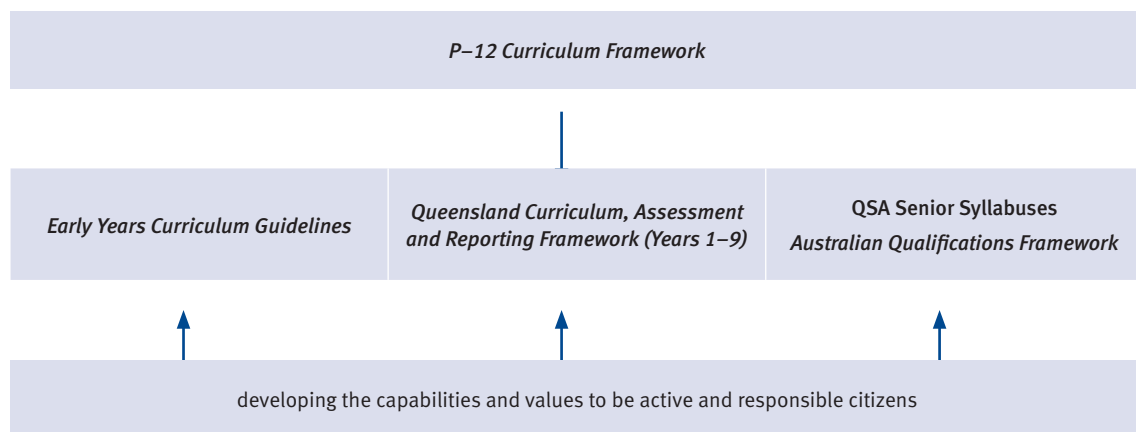 P–12 Curriculum Framework
Early Years Curriculum Guidelines
Queensland Curriculum, Assessment
and Reporting Framework (Years 1–9)
QSA Senior Syllabuses
Australian Qualifications Framework
developing the capabilities and values to be active and responsible citizens